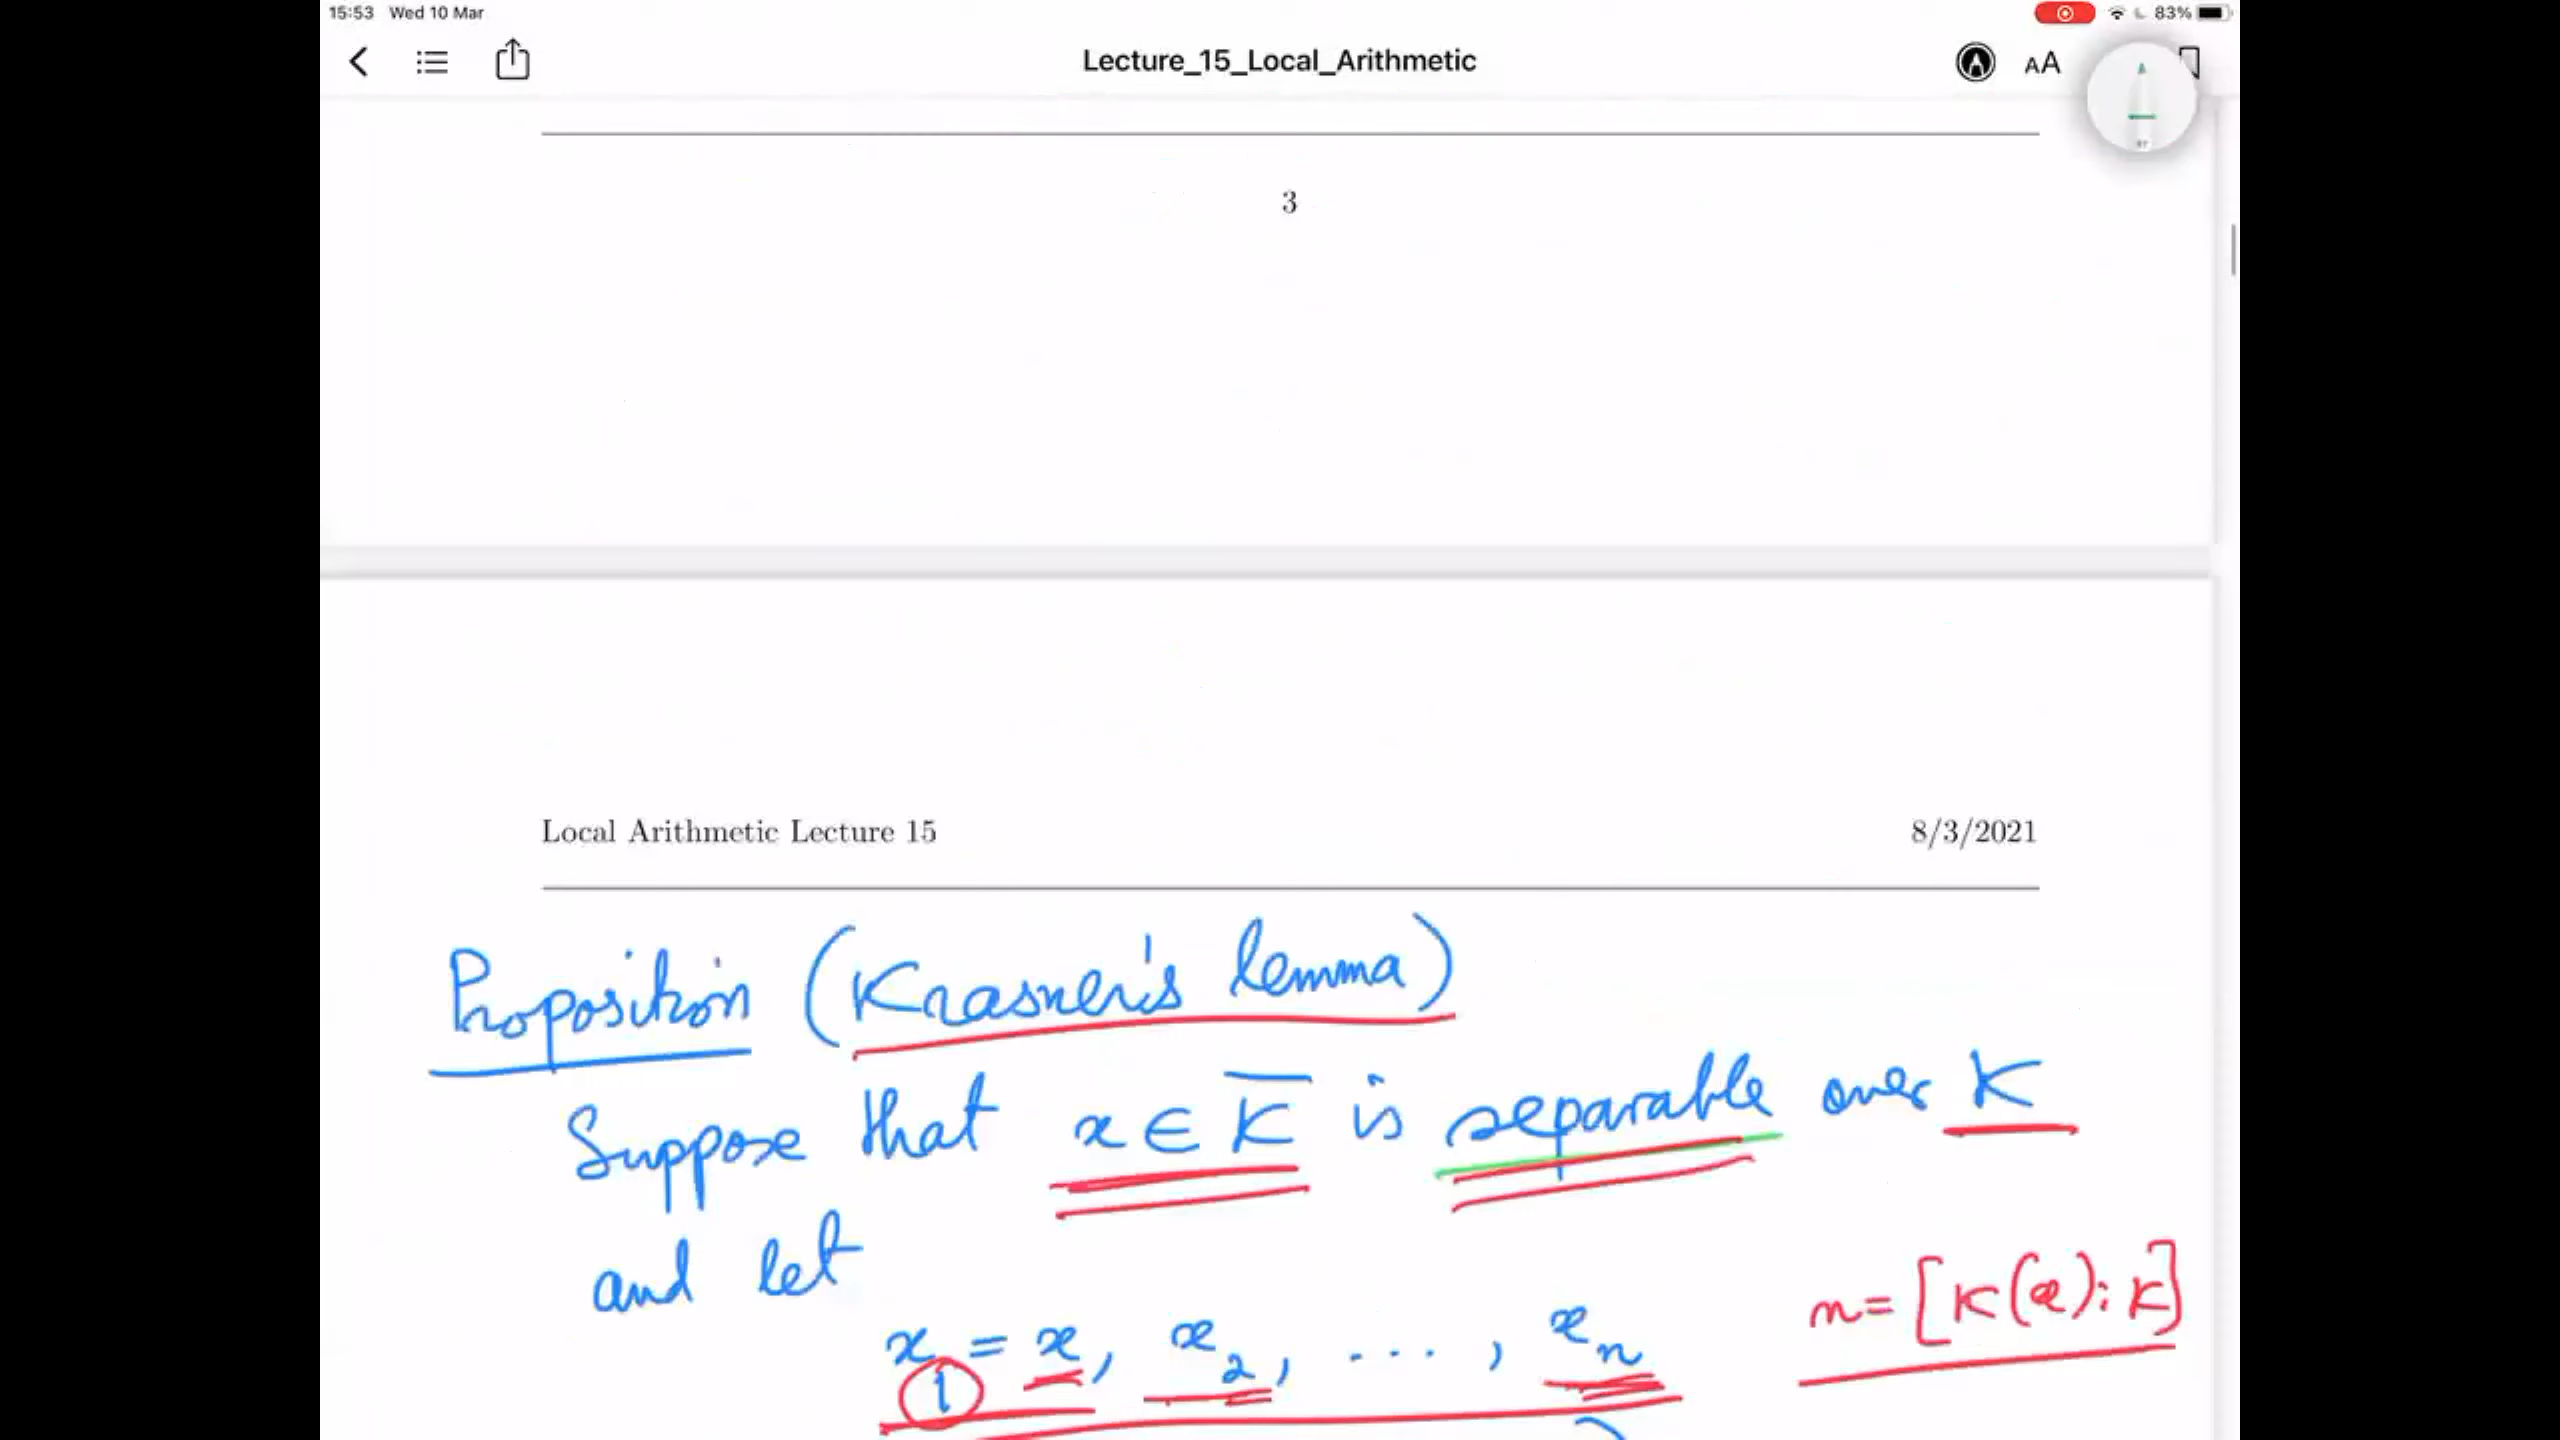 15:53 Wed 10 Mar 83%
Lecture_15_Local_Arithmetic AA
3
Local Arithmetic Lecture 15 8/3/2021
Proposition (Krasner's lemma)
Suppose that x ∈ K̅ is separable over K
and let
x₁ = x, x₂, ..., xₙ n = [K(x):K]